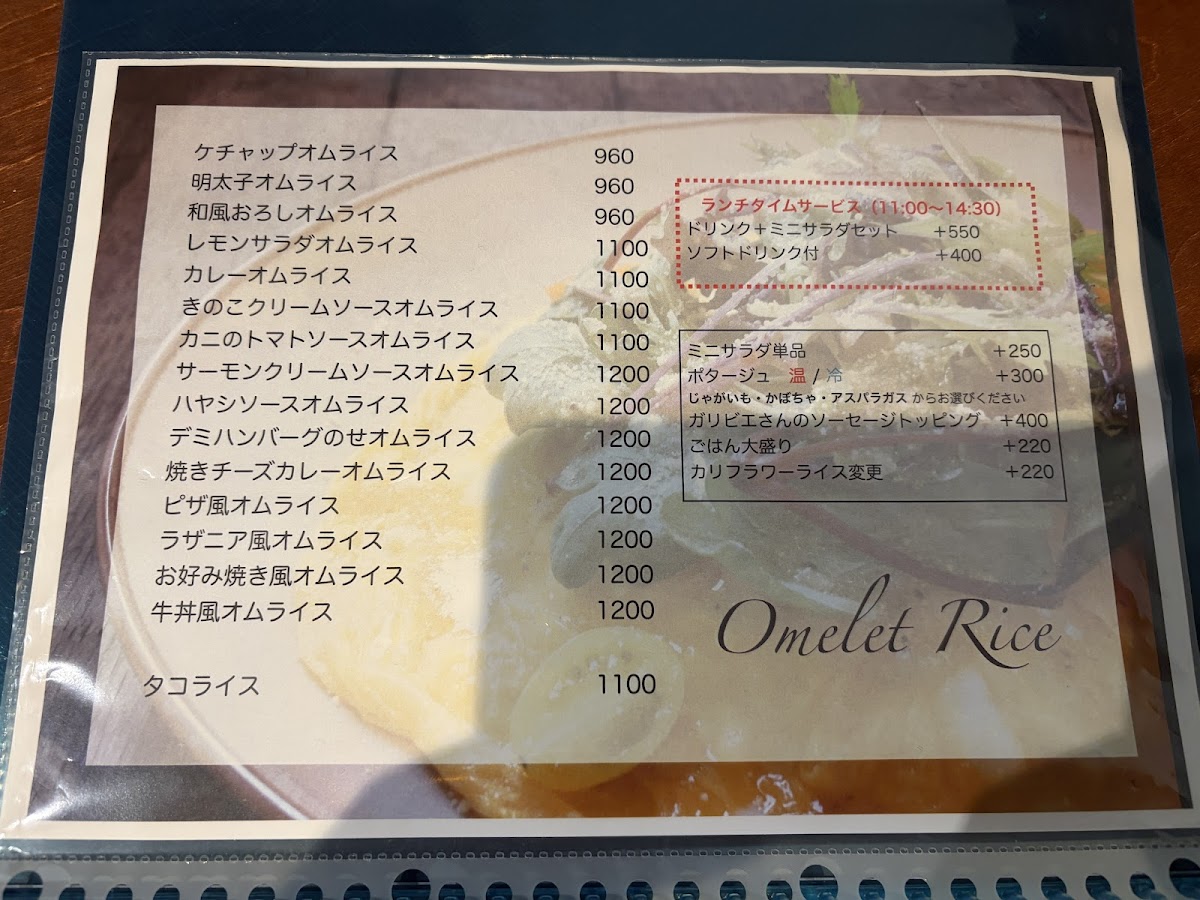 ケチャップオムライス 960
明太子オムライス 960
和風おろしオムライス 960
レモンサラダオムライス 1100
カレーオムライス 1100
きのこクリームソースオムライス 1100
カニのトマトソースオムライス 1100
サーモンクリームソースオムライス 1200
ハヤシソースオムライス 1200
デミハンバーグのせオムライス 1200
焼きチーズカレーオムライス 1200
ピザ風オムライス 1200
ラザニア風オムライス 1200
お好み焼き風オムライス 1200
牛丼風オムライス 1200
タコライス 1100
ランチタイムサービス（11:00〜14:30）
ドリンク＋ミニサラダセット +550
ソフトドリンク付 +400
ミニサラダ単品 +250
ポタージュ 温 / 冷 +300
じゃがいも・かぼちゃ・アスパラガス からお選びください
ガリビエさんのソーセージトッピング +400
ごはん大盛り +220
カリフラワーライス変更 +220
Omelet Rice